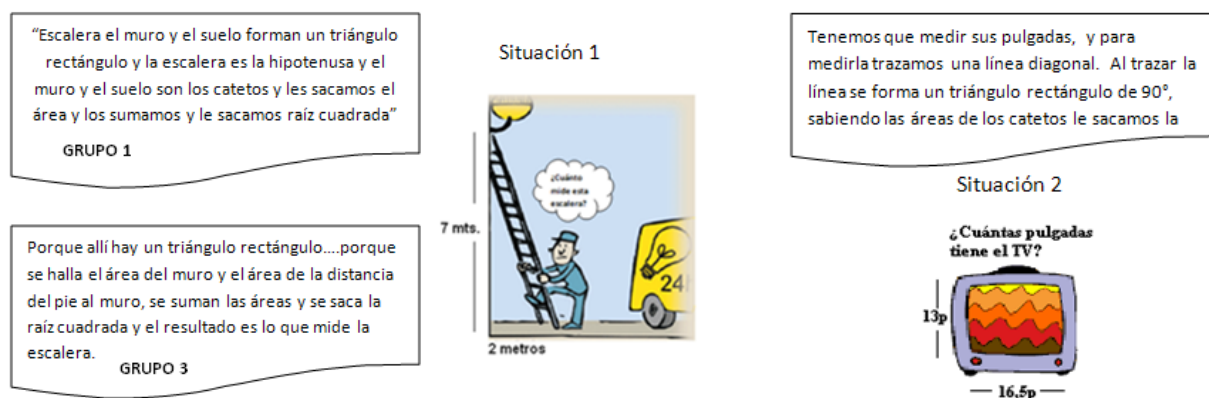 “Escalera el muro y el suelo forman un triángulo
rectángulo y la escalera es la hipotenusa y el
muro y el suelo son los catetos y les sacamos el
área y los sumamos y le sacamos raíz cuadrada”
GRUPO 1
Porque allí hay un triángulo rectángulo....porque
se halla el área del muro y el área de la distancia
del pie al muro, se suman las áreas y se saca la
raíz cuadrada y el resultado es lo que mide la
escalera.
GRUPO 3
Situación 1
¿Cuánto
mide esta
escalera?
7 mts.
24
2 metros
Tenemos que medir sus pulgadas, y para
medirla trazamos una línea diagonal. Al trazar la
línea se forma un triángulo rectángulo de 90°,
sabiendo las áreas de los catetos le sacamos la
Situación 2
¿Cuántas pulgadas
tiene el TV?
13p
16,5p